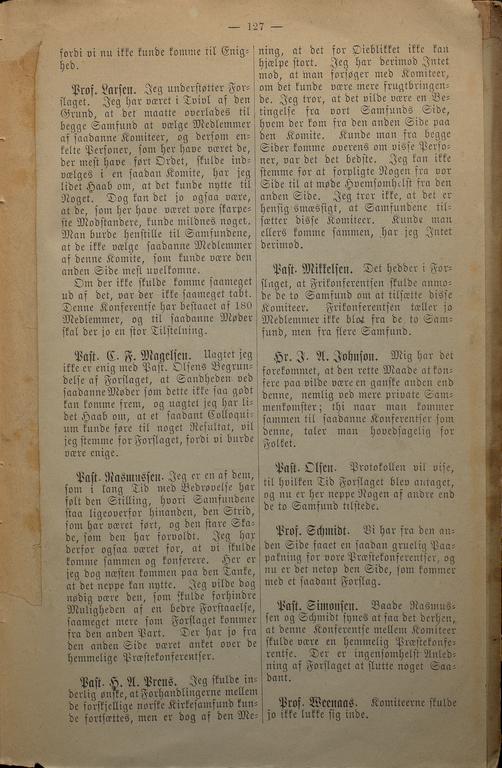 — 127 —
fordi vi nu ikke kunde komme til Enig-
hed.
Prof. Larsen. Jeg understøtter For-
slaget. Jeg har været i Tvivl af den
Grund, at det maatte overlades til
begge Samfund at vælge Medlemmer
af saadanne Komiteer, og dersom en-
kelte Personer, som her have været de,
der mest have ført Ordet, skulde ind-
vælges i en saadan Komite, har jeg
lidet Haab om, at det kunde nytte til
Noget. Dog kan det jo ogsaa være,
at de, som her have været vore skarpe-
ste Modstandere, kunde mildnes noget.
Man burde henstille til Samfundene,
at de ikke vælge saadanne Medlemmer
af denne Komite, som kunde være den
anden Side mest uvelkomne.
Om der ikke skulde komme saameget
ud af det, var der ikke saameget tabt.
Denne Konferentse har bestaaet af 180
Medlemmer, og til saadanne Møder
skal der jo en stor Tilstelning.
Past. C. F. Magelsen. Uagtet jeg
ikke er enig med Past. Olsens Begrun-
delse af Forslaget, at Sandheden ved
saadanne Møder som dette ikke saa godt
kan komme frem, og uagtet jeg har li-
det Haab om, at et saadant Colloqui-
um kunde føre til noget Resultat, vil
jeg stemme for Forslaget, fordi vi burde
være enige.
Past. Rasmussen. Jeg er en af dem,
som i lang Tid med Bedrøvelse har
følt den Stilling, hvori Samfundene
staa ligeoverfor hinanden, den Strid,
som har været ført, og den store Ska-
de, som den har forvoldt. Jeg har
derfor ogsaa været for, at vi skulde
komme sammen og konferere. Her er
jeg dog næsten kommen paa den Tanke,
at det neppe kan nytte. Jeg vilde dog
nødig være den, som skulde forhindre
Muligheden af en bedre Forstaaelse,
saameget mere som Forslaget kommer
fra den anden Part. Der har jo fra
den anden Side været anket over de
hemmelige Præstekonferentser.
Past. H. A. Preus. Jeg skulde in-
derlig ønske, at Forhandlingerne mellem
de forskjellige norske Kirkesamfund kun-
de fortsættes, men er dog af den Me-
ning, at det for Øieblikket ikke kan
hjælpe stort. Jeg har derimod Intet
mod, at man forsøger med Komiteer,
om det kunde være mere frugtbringen-
de. Jeg tror, at det vilde være en Be-
tingelse fra vort Samfunds Side,
hvem der kom fra den anden Side paa
den Komite. Kunde man fra begge
Sider komme overens om visse Perso-
ner, var det det bedste. Jeg kan ikke
stemme for at forpligte Nogen fra vor
Side til at møde Hvemsomhelst fra den
anden Side. Jeg tror ikke, at det er
hensigtsmæssigt, at Samfundene til-
sætter disse Komiteer. Kunde man
ellers komme sammen, har jeg Intet
derimod.
Past. Mikkelsen. Det hedder i For-
slaget, at Frikonferentsen skulde anmo-
de de to Samfund om at tilsætte disse
Komiteer. Frikonferentsen tæller jo
Medlemmer ikke blot fra de to Sam-
fund, men fra flere Samfund.
Hr. J. A. Johnson. Mig har det
forekommet, at den rette Maade at kon-
ferere paa vilde være en ganske anden end
denne, nemlig ved mere private Sam-
menkomster; thi naar man kommer
sammen til saadanne Konferentser som
denne, taler man hovedsagelig for
Folket.
Past. Olsen. Protokollen vil vise,
til hvilken Tid Forslaget blev antaget,
og nu er her neppe Nogen af andre end
de to Samfund tilstede.
Prof. Schmidt. Vi har fra den an-
den Side faaet en saadan gruelig Paa-
pakning for vore Præstekonferentser, og
nu er det netop den Side, som kommer
med et saadant Forslag.
Past. Simonsen. Baade Rasmus-
sen og Schmidt synes at faa det derhen,
at denne Konferentse mellem Komiteer
skulde være en hemmelig Præstekonfe-
rentse. Der er ingensomhelst Anled-
ning af Forslaget at slutte noget Saa-
dant.
Prof. Weenaas. Komiteerne skulde
jo ikke lukke sig inde.